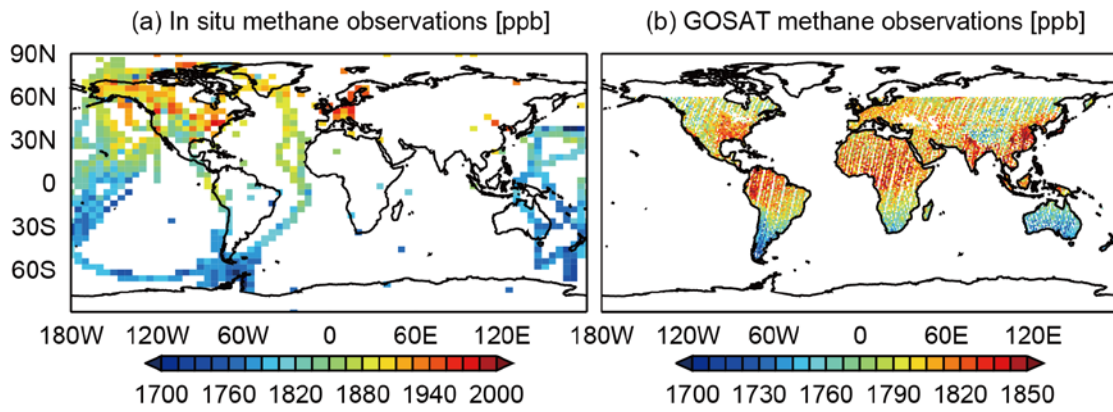 (a) In situ methane observations [ppb]
(b) GOSAT methane observations [ppb]
90N
60N
30N
0
30S
60S
180W 120W 60W 0 60E 120E
180W 120W 60W 0 60E 120E
1700 1760 1820 1880 1940 2000
1700 1730 1760 1790 1820 1850